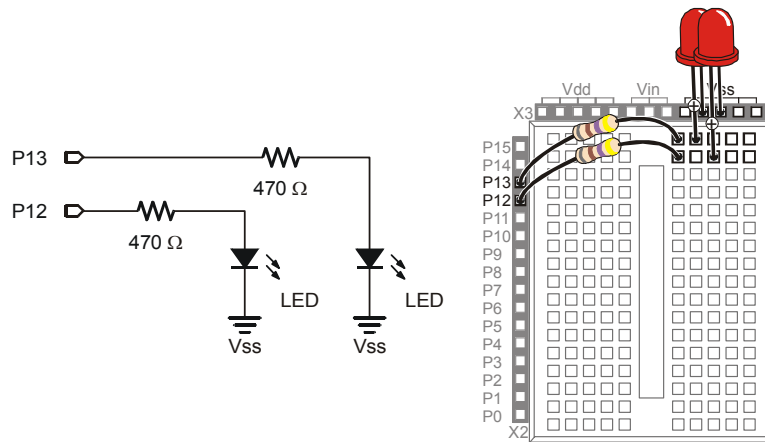 P13
470 Ω
P12
470 Ω
LED
LED
Vss
Vss
Vdd
Vin
Vss
X3
P15
P14
P13
P12
P11
P10
P9
P8
P7
P6
P5
P4
P3
P2
P1
P0
X2
+
+